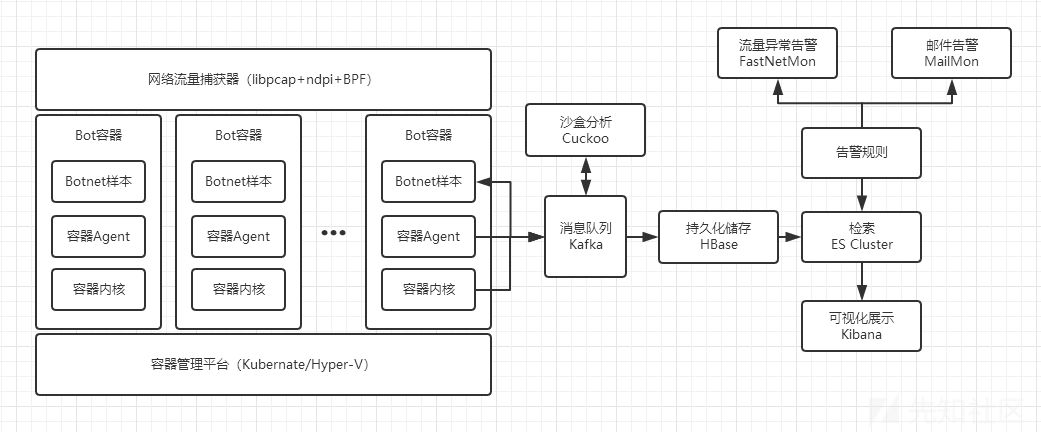 网络流量捕获器（libpcap+ndpi+BPF）
Bot容器
Botnet样本
容器Agent
容器内核
Bot容器
Botnet样本
容器Agent
容器内核
•••
Bot容器
Botnet样本
容器Agent
容器内核
容器管理平台（Kubernate/Hyper-V）
沙盒分析
Cuckoo
消息队列
Kafka
持久化储存
HBase
流量异常告警
FastNetMon
邮件告警
MailMon
告警规则
检索
ES Cluster
可视化展示
Kibana
先知社区